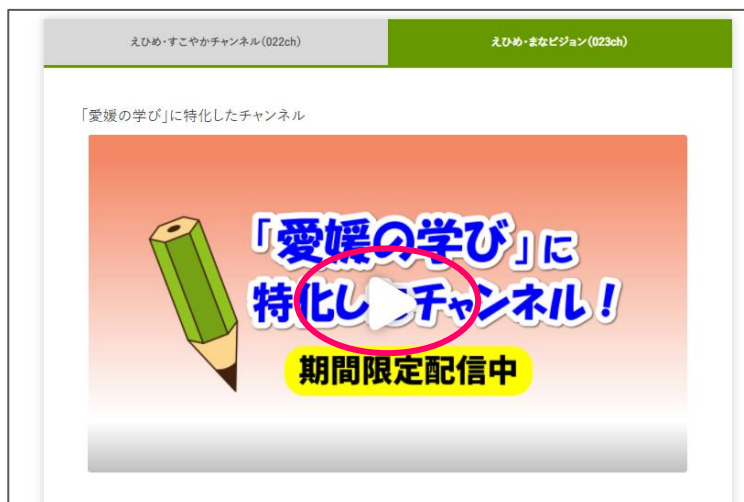 えひめ・すこやかチャンネル(022ch)
えひめ・まなビジョン(023ch)
「愛媛の学び」に特化したチャンネル
「愛媛の学び」に
特化したチャンネル！
期間限定配信中